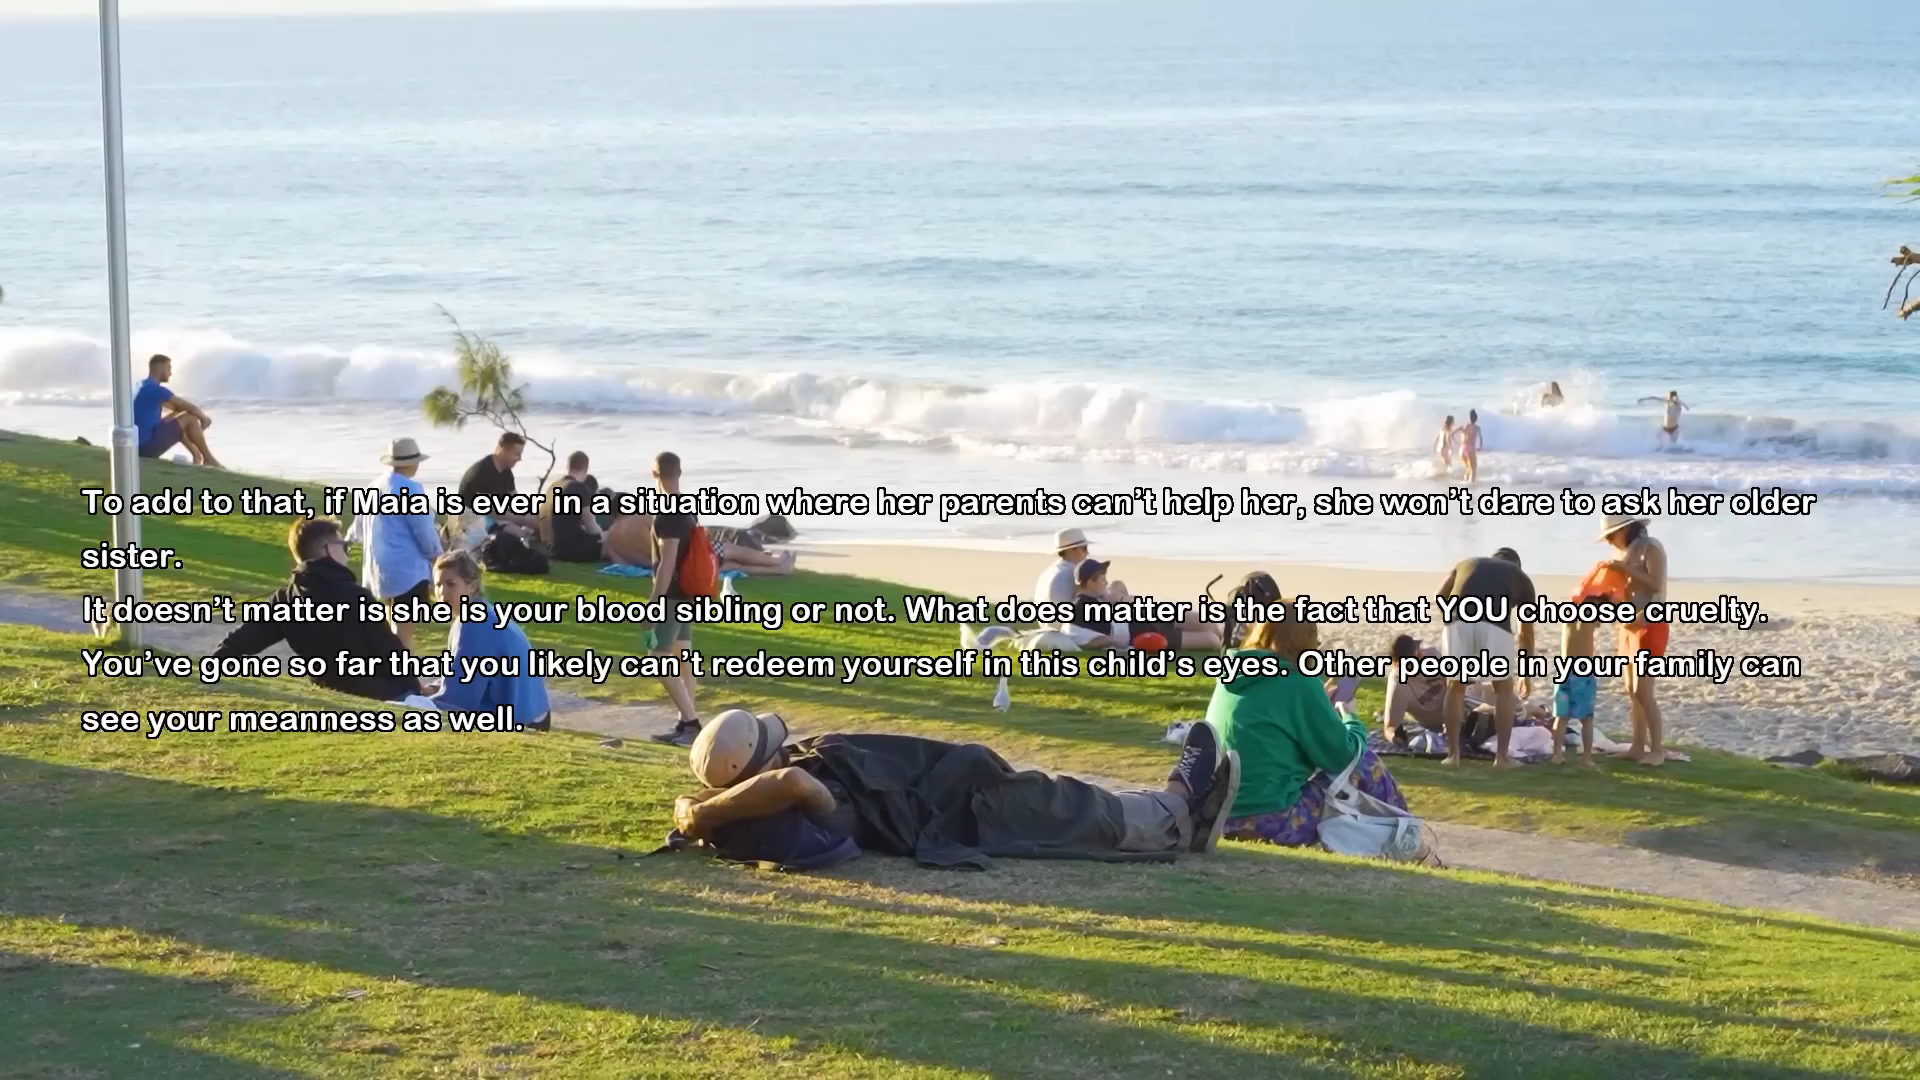 To add to that, if Maia is ever in a situation where her parents can’t help her, she won’t dare to ask her older
sister.
It doesn’t matter is she is your blood sibling or not. What does matter is the fact that YOU choose cruelty.
You’ve gone so far that you likely can’t redeem yourself in this child’s eyes. Other people in your family can
see your meanness as well.